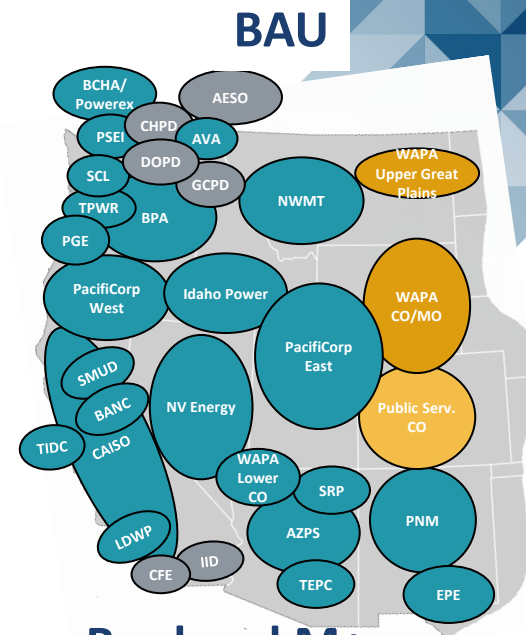 BAU
BCHA/
Powerex
AESO
CHPD
PSEI
AVA
DOPD
SCL
GCPD
WAPA
Upper Great
Plains
TPWR
BPA
NWMT
PGE
PacifiCorp
West
Idaho Power
WAPA
CO/MO
PacifiCorp
East
SMUD
BANC
NV Energy
Public Serv.
CO
TIDC
CAISO
WAPA
Lower
CO
SRP
PNM
LDWP
AZPS
IID
CFE
TEPC
EPE